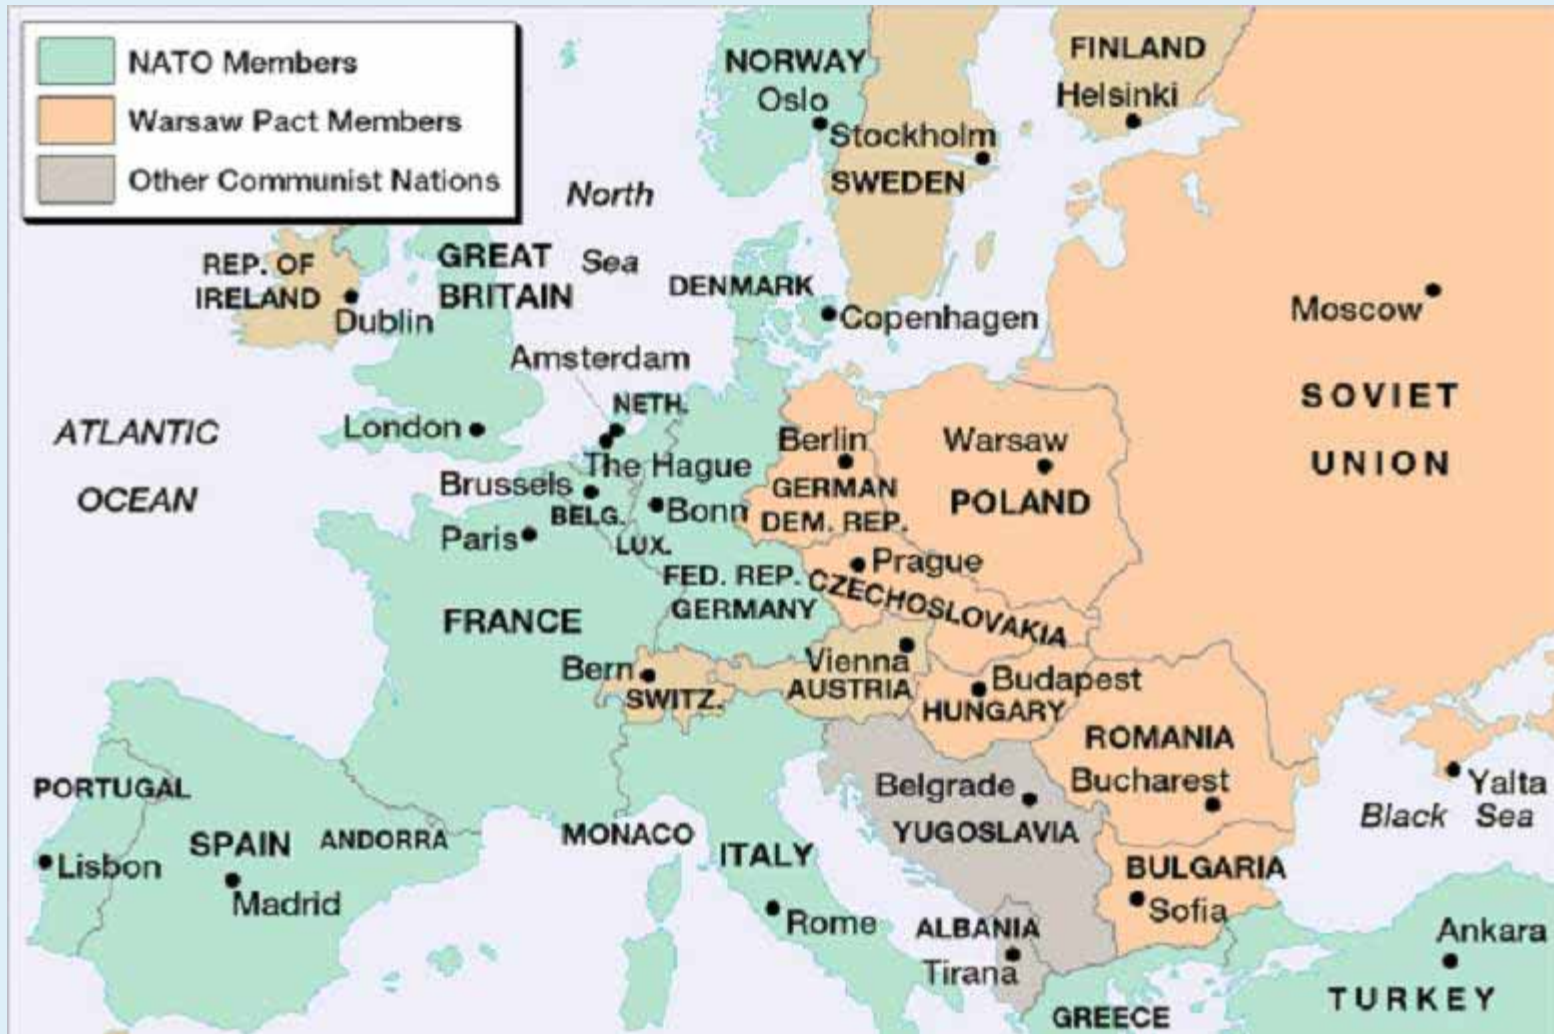 NATO Members
Warsaw Pact Members
Other Communist Nations
NORWAY
Oslo
FINLAND
Helsinki
Stockholm
SWEDEN
North
Sea
REP. OF
IRELAND
Dublin
GREAT
BRITAIN
DENMARK
Copenhagen
Moscow
Amsterdam
NETH.
London
The Hague
Brussels
BELG.
Bonn
LUX.
Berlin
GERMAN
DEM. REP.
Warsaw
POLAND
SOVIET
UNION
ATLANTIC
OCEAN
Paris
FRANCE
FED. REP.
GERMANY
Prague
CZECHOSLOVAKIA
Bern
SWITZ.
Vienna
AUSTRIA
Budapest
HUNGARY
ROMANIA
Bucharest
Yalta
Black Sea
PORTUGAL
Lisbon
SPAIN
Madrid
ANDORRA
MONACO
ITALY
Rome
Belgrade
YUGOSLAVIA
BULGARIA
Sofia
ALBANIA
Tirana
GREECE
Ankara
TURKEY